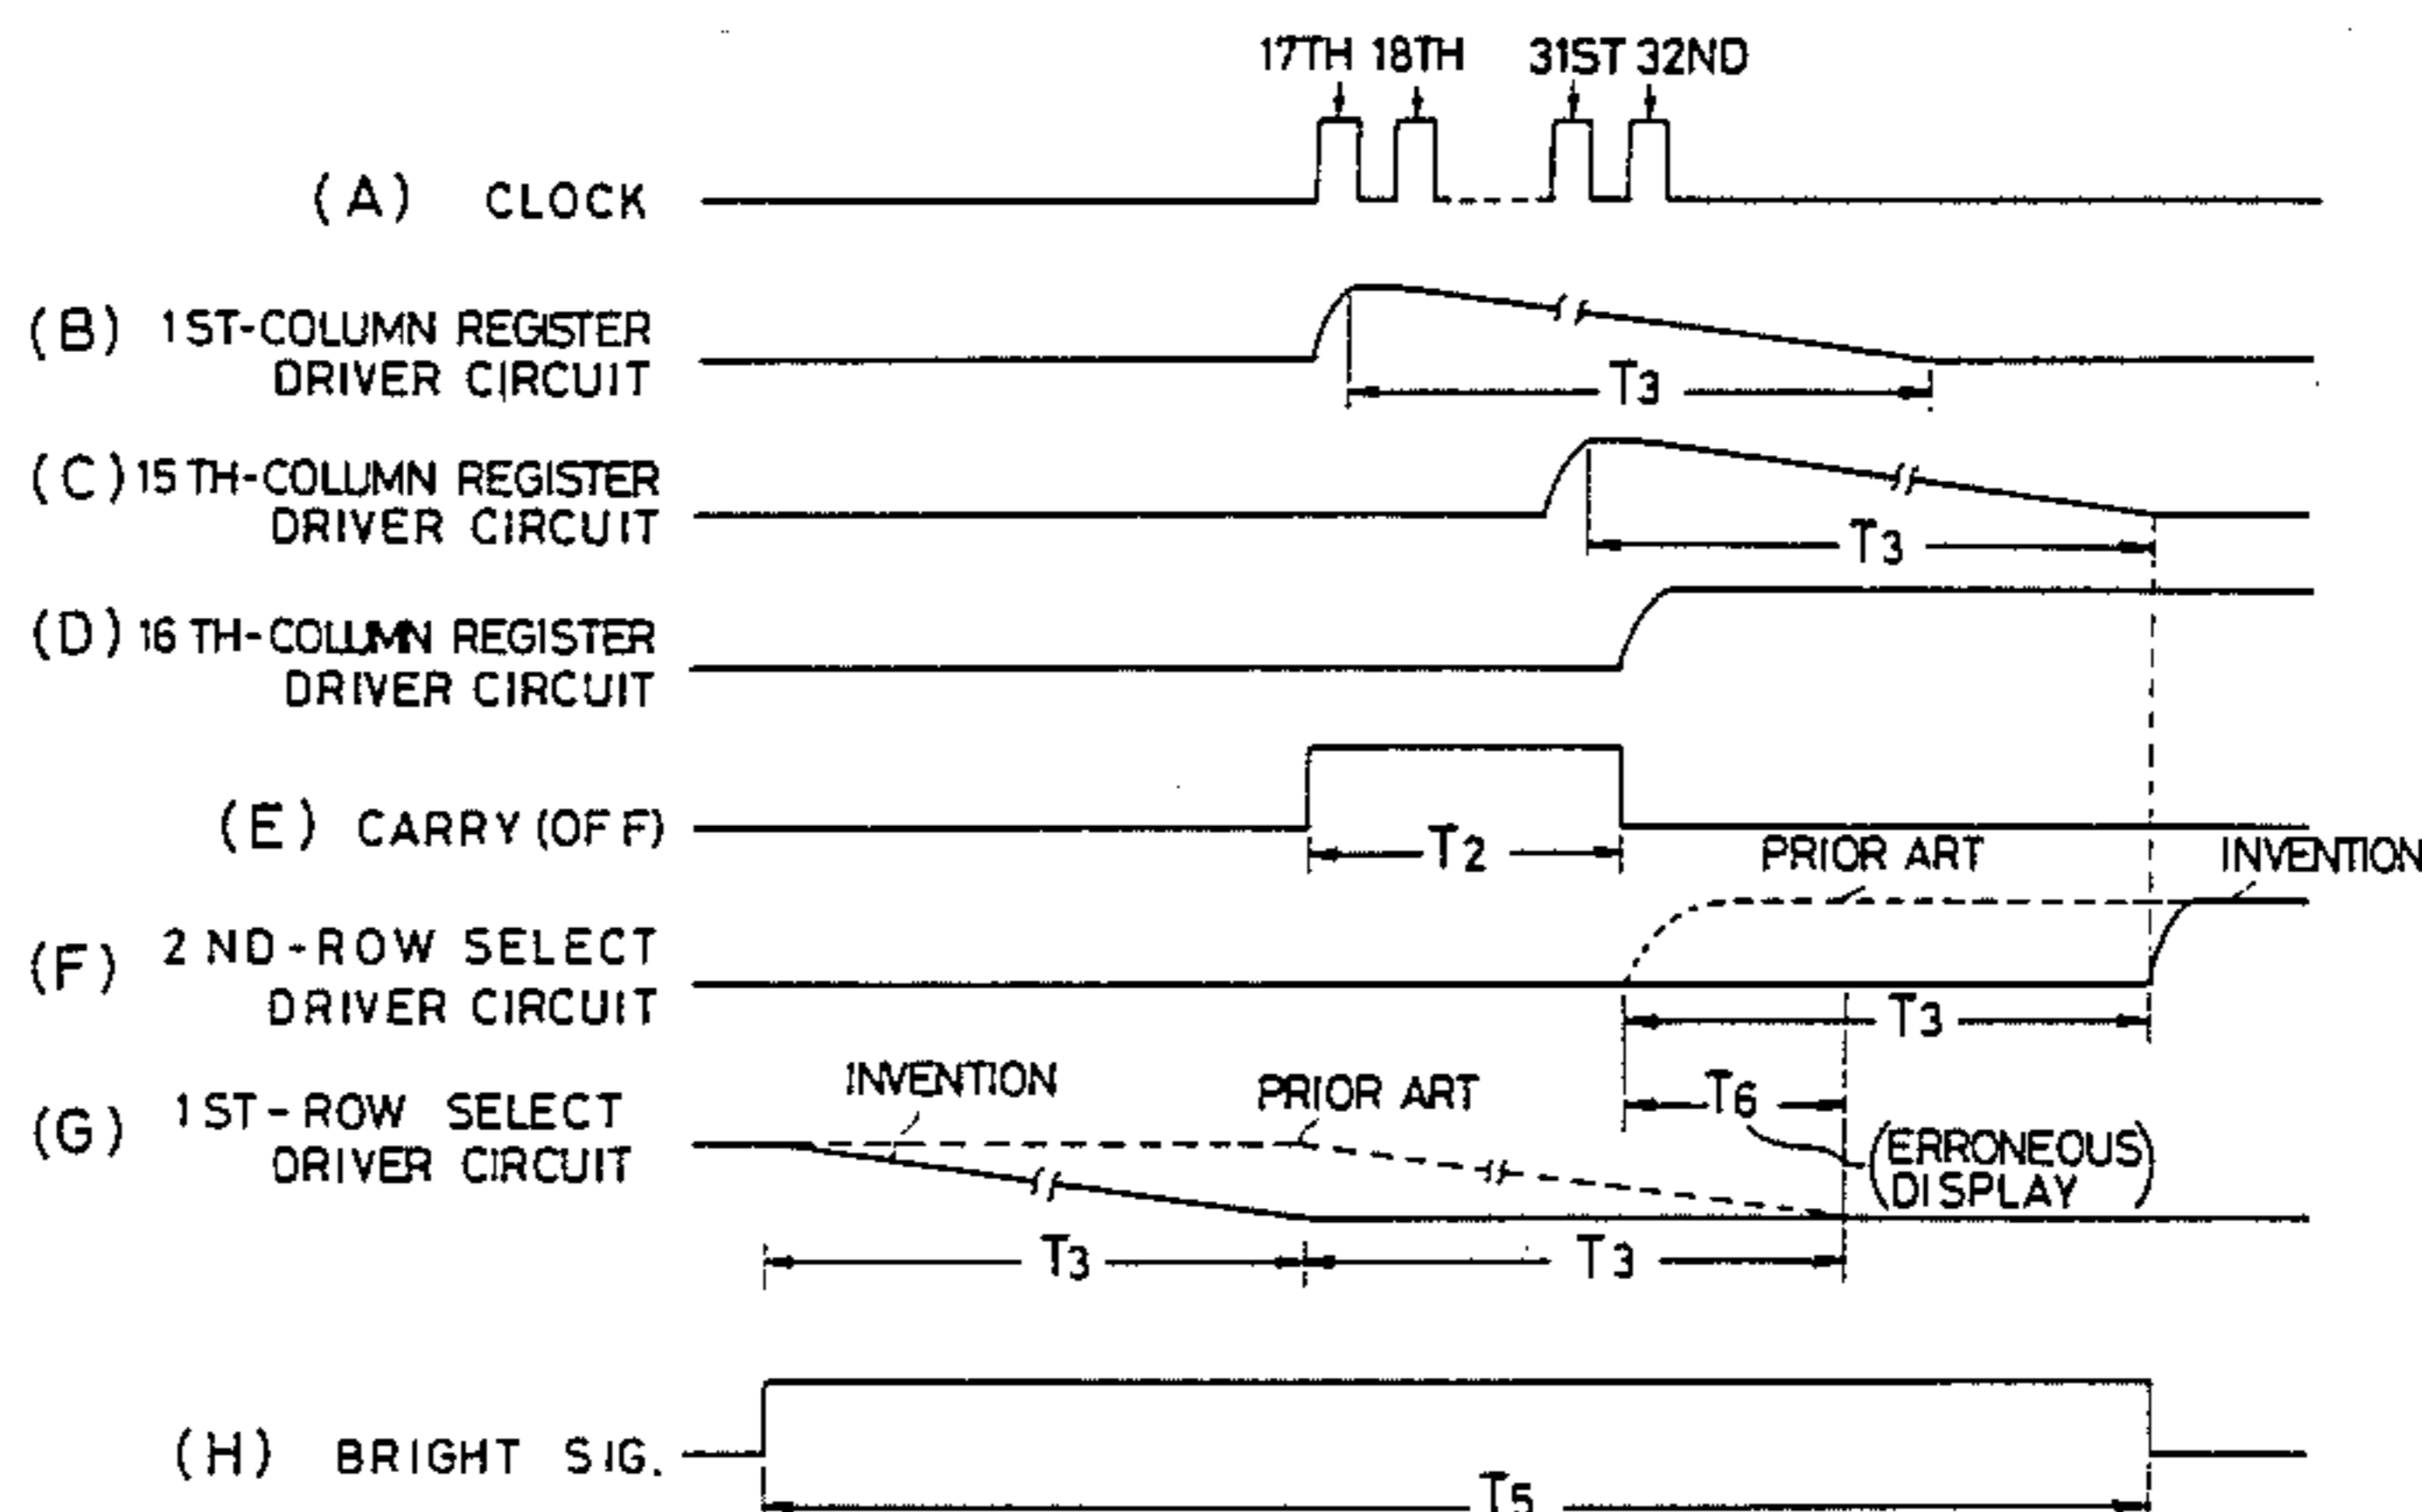 17TH 18TH 31ST 32ND
(A) CLOCK
(B) 1ST-COLUMN REGISTER
DRIVER CIRCUIT
T3
(C) 15TH-COLUMN REGISTER
DRIVER CIRCUIT
T3
(D) 16TH-COLUMN REGISTER
DRIVER CIRCUIT
(E) CARRY (OFF)
T2
PRIOR ART
INVENTION
(F) 2ND-ROW SELECT
DRIVER CIRCUIT
T3
INVENTION
PRIOR ART
T6
(G) 1ST-ROW SELECT
DRIVER CIRCUIT
(ERRONEOUS
DISPLAY)
T3 T3
(H) BRIGHT SIG.
T5